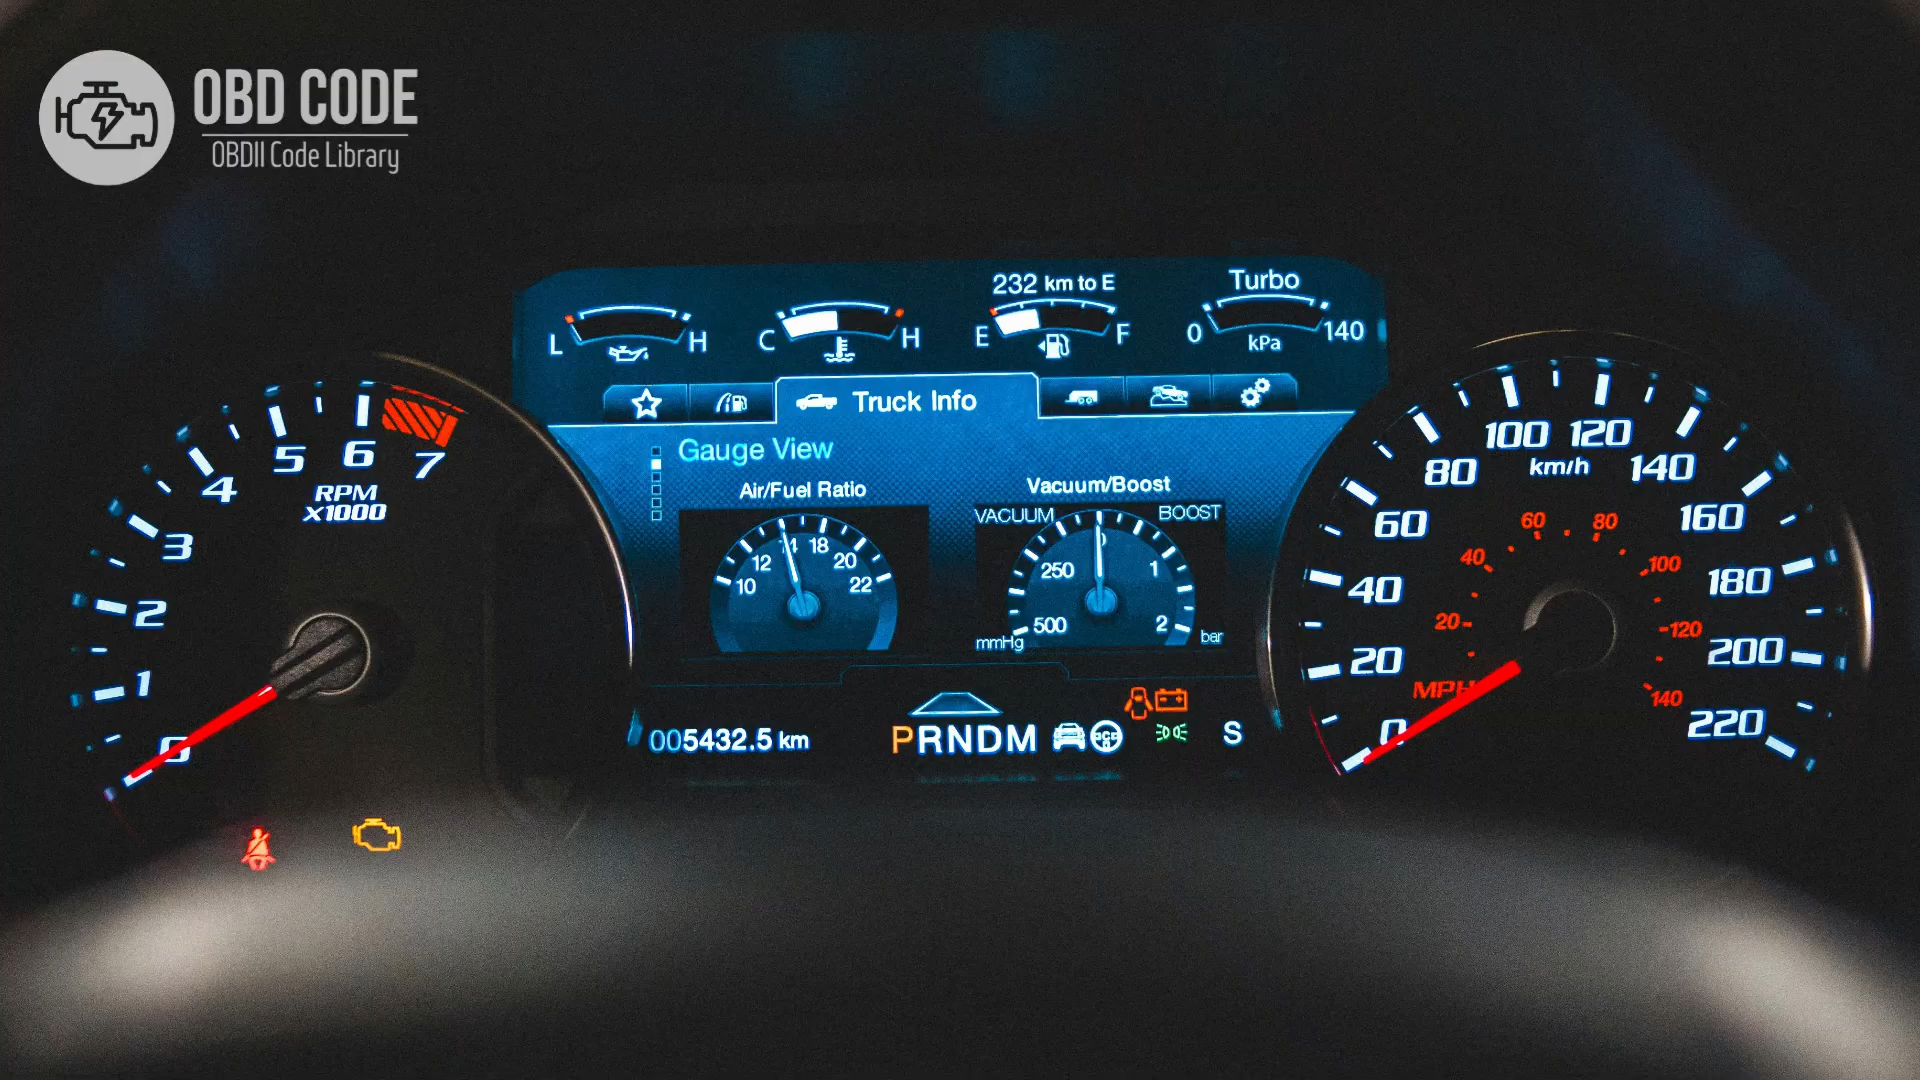 OBD CODE
OBDII Code Library
232 km to E
Turbo
L H
C H
E F
0 140
kPa
Truck Info
Gauge View
Air/Fuel Ratio
Vacuum/Boost
VACUUM BOOST
10 12 14 18 20 22
500 250 0 1 2
mmHg
bar
0 1 2 3 4 5 6 7
RPM
X1000
0 20 40 60 80 100 120 140 160 180 200 220
km/h
20 40 60 80 100 120 140
MPH
005432.5 km
PRNDM
S